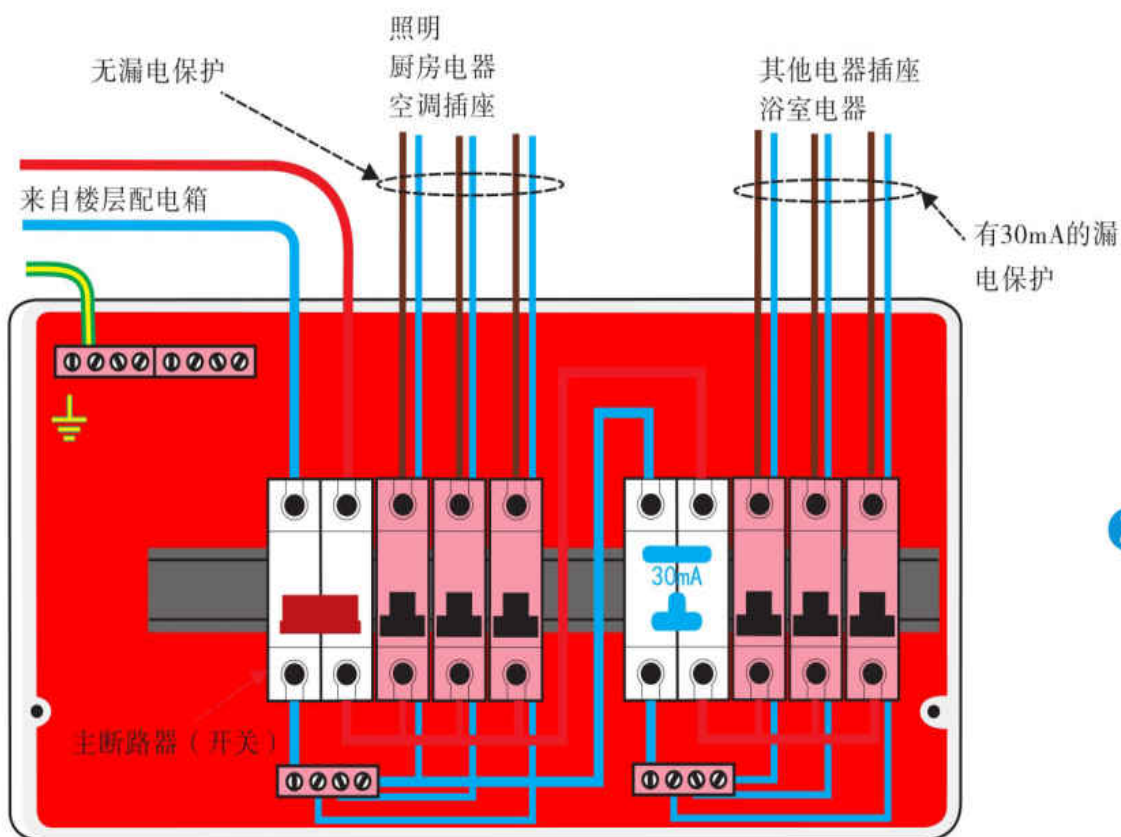 照明
厨房电器
空调插座
无漏电保护
其他电器插座
浴室电器
来自楼层配电箱
有30mA的漏
电保护
30mA
主断路器（开关）